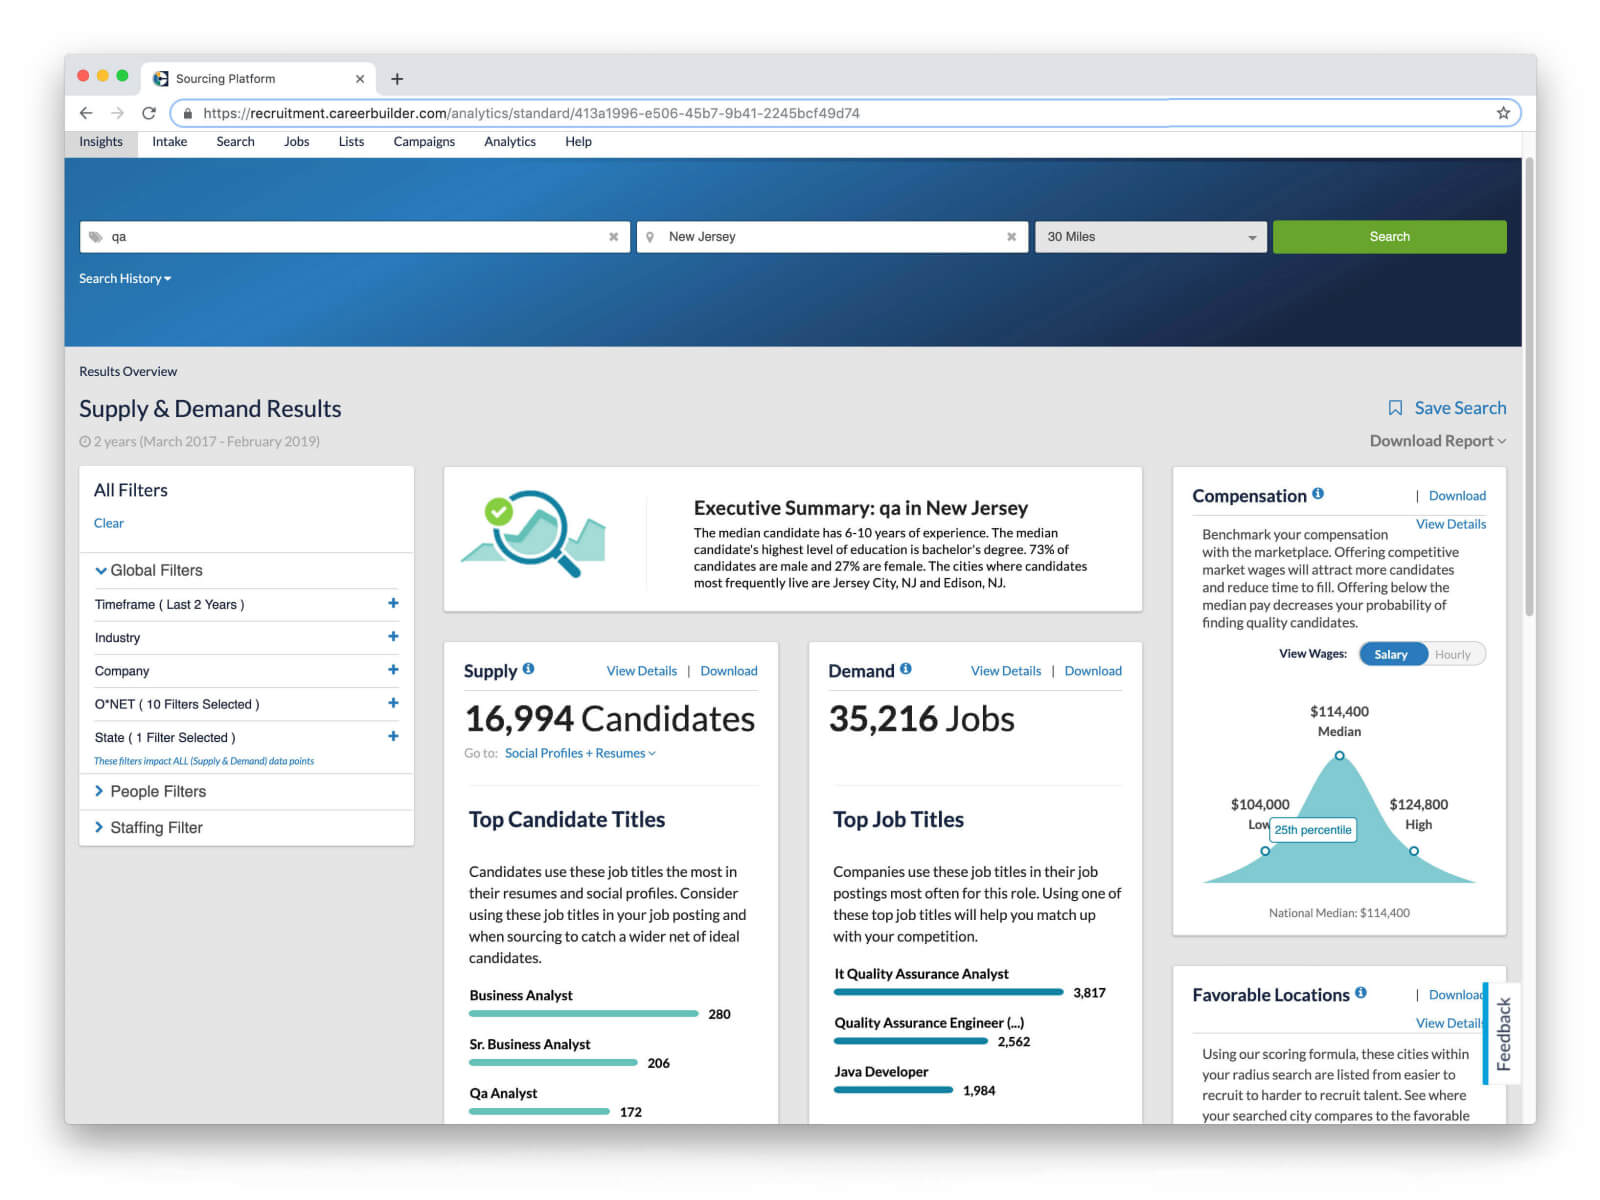 Sourcing Platform
https://recruitment.careerbuilder.com/analytics/standard/413a1996-e506-45b7-9b41-2245bcf49d74
Insights Intake Search Jobs Lists Campaigns Analytics Help
qa New Jersey 30 Miles Search
Search History
Results Overview
Supply & Demand Results
Save Search
2 years (March 2017 - February 2019)
Download Report
All Filters
Clear
Global Filters
Timeframe ( Last 2 Years )
Industry
Company
O*NET ( 10 Filters Selected )
State ( 1 Filter Selected )
These filters impact ALL (Supply & Demand) data points
People Filters
Staffing Filter
Executive Summary: qa in New Jersey
The median candidate has 6-10 years of experience. The median
candidate's highest level of education is bachelor's degree. 73% of
candidates are male and 27% are female. The cities where candidates
most frequently live are Jersey City, NJ and Edison, NJ.
Supply View Details | Download
16,994 Candidates
Go to: Social Profiles + Resumes
Top Candidate Titles
Candidates use these job titles the most in
their resumes and social profiles. Consider
using these job titles in your job posting and
when sourcing to catch a wider net of ideal
candidates.
Business Analyst
280
Sr. Business Analyst
206
Qa Analyst
172
Demand View Details | Download
35,216 Jobs
Top Job Titles
Companies use these job titles in their job
postings most often for this role. Using one of
these top job titles will help you match up
with your competition.
It Quality Assurance Analyst
3,817
Quality Assurance Engineer (...)
2,562
Java Developer
1,984
Compensation | Download
View Details
Benchmark your compensation
with the marketplace. Offering competitive
market wages will attract more candidates
and reduce time to fill. Offering below the
median pay decreases your probability of
finding quality candidates.
View Wages: Salary Hourly
$114,400
Median
$104,000
Low
25th percentile
$124,800
High
National Median: $114,400
Favorable Locations | Download
View Details
Using our scoring formula, these cities within
your radius search are listed from easier to
recruit to harder to recruit talent. See where
your searched city compares to the favorable
Feedback